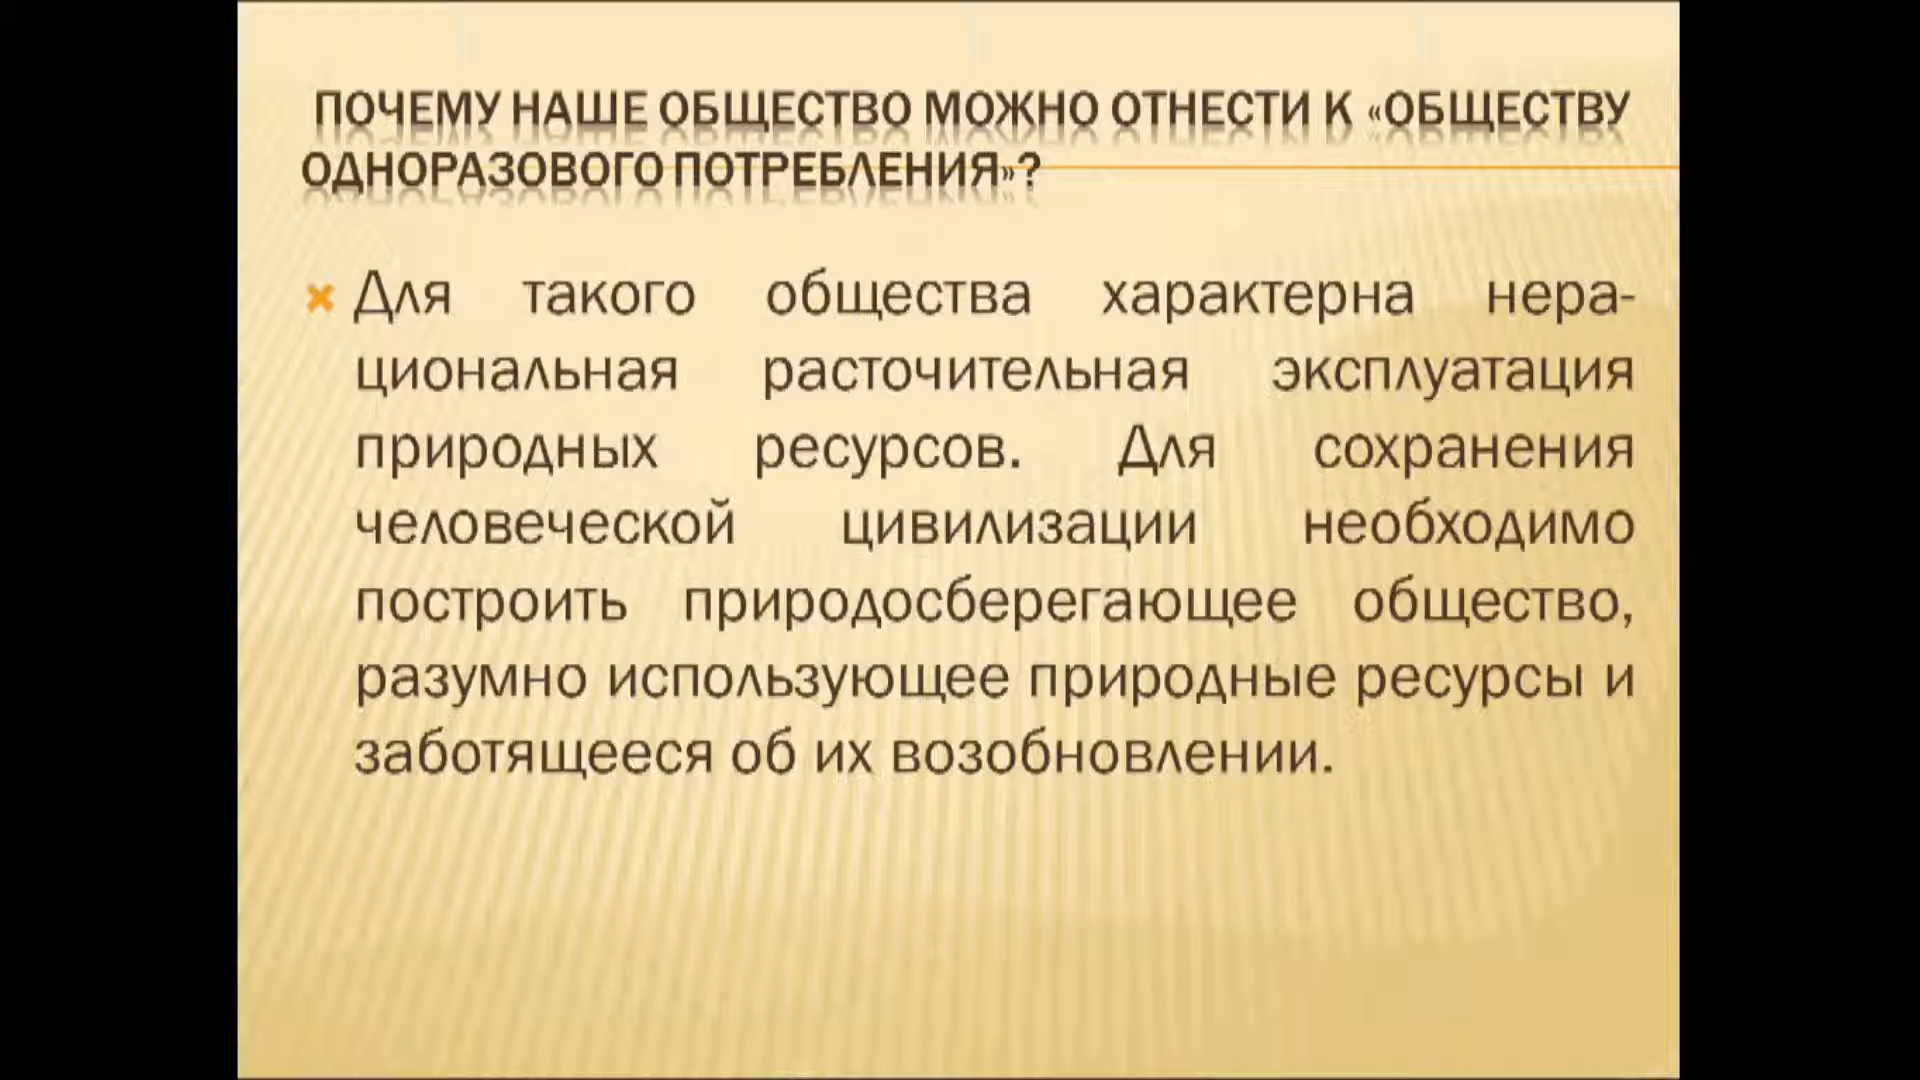 ПОЧЕМУ НАШЕ ОБЩЕСТВО МОЖНО ОТНЕСТИ К «ОБЩЕСТВУ
ОДНОРАЗОВОГО ПОТРЕБЛЕНИЯ»?
Для такого общества характерна нера-
циональная расточительная эксплуатация
природных ресурсов. Для сохранения
человеческой цивилизации необходимо
построить природосберегающее общество,
разумно использующее природные ресурсы и
заботящееся об их возобновлении.